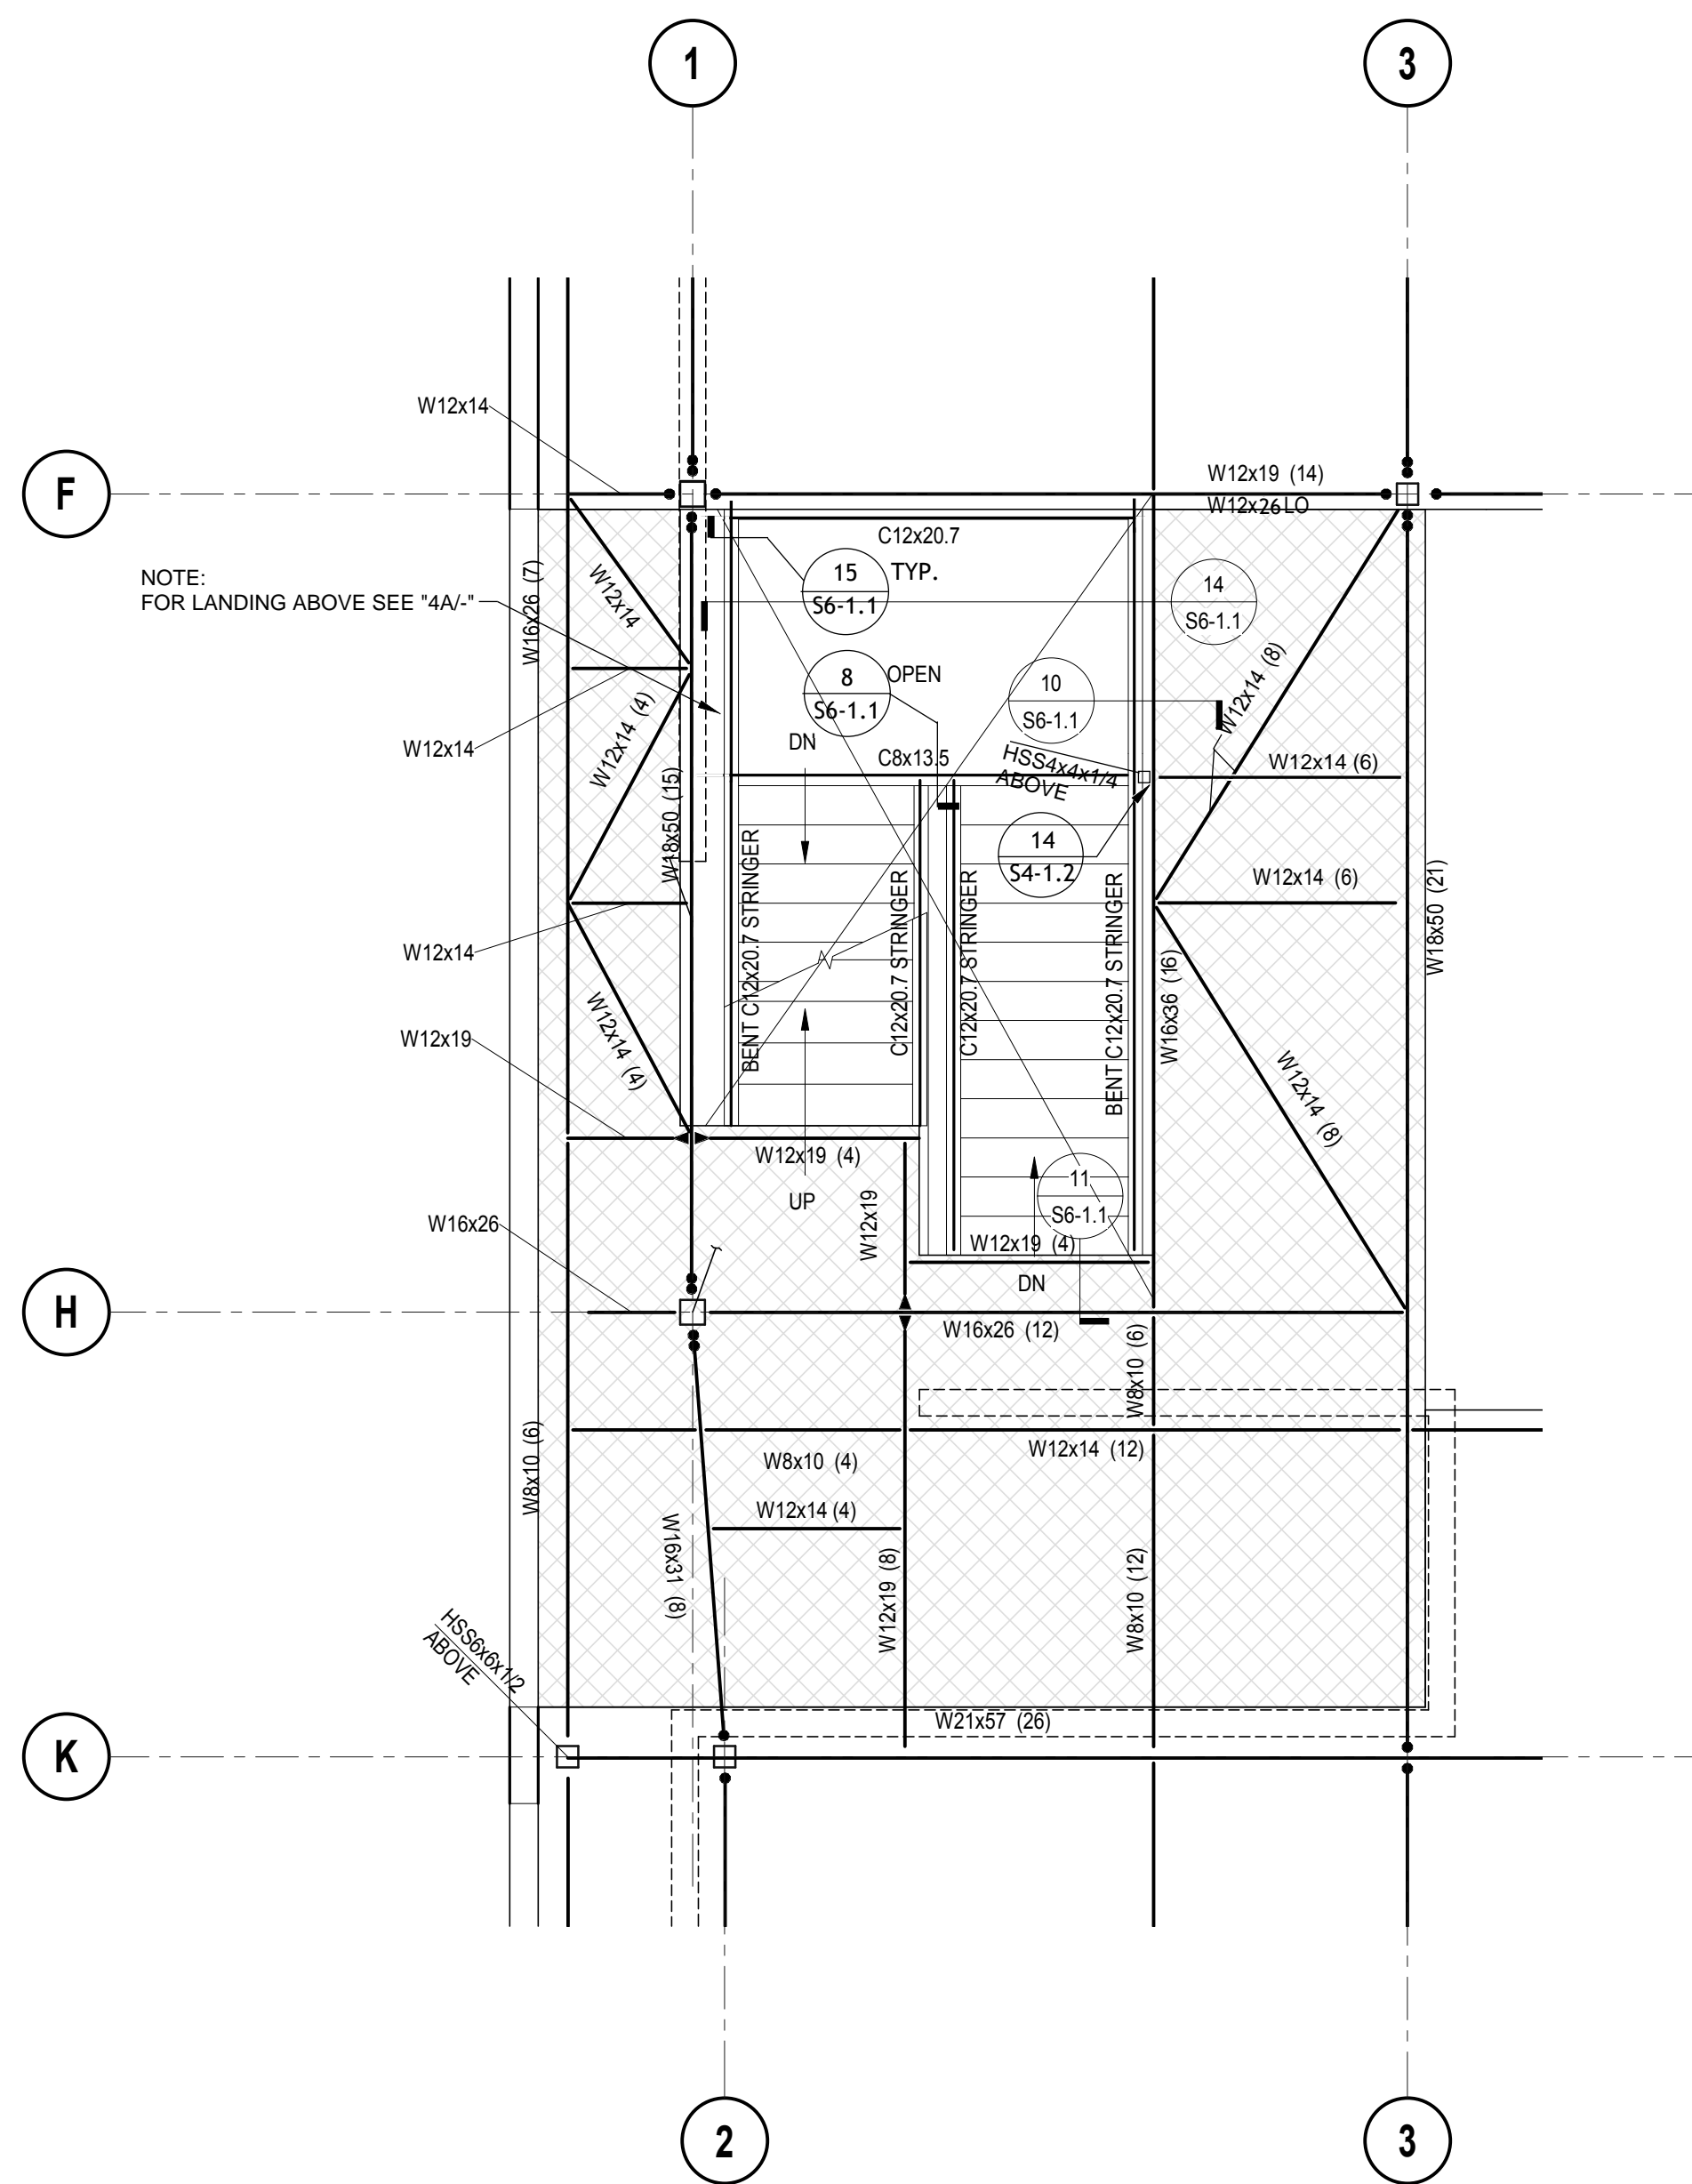 1
3
W12x14
F
W12x19 (14)
W12x26 LO
C12x20.7
NOTE:
FOR LANDING ABOVE SEE "4A/-"
W16x26 (7)
W12x14
15
S6-1.1
TYP.
14
S6-1.1
8
S6-1.1
OPEN
10
S6-1.1
W12x14 (8)
W12x14
W12x14 (4)
DN
C8x13.5
HSS4x4x1/4
ABOVE
W12x14 (6)
W18x50 (15)
14
S4-1.2
W12x14 (6)
W18x50 (21)
BENT C12x20.7 STRINGER
C12x20.7 STRINGER
C12x20.7 STRINGER
BENT C12x20.7 STRINGER
W16x36 (16)
W12x14
W12x14 (4)
W12x19
W12x14 (8)
W12x19 (4)
UP
W12x19
11
S6-1.1
W12x19 (4)
DN
W16x26
H
W16x26 (12)
W8x10 (6)
W8x10 (6)
W8x10 (4)
W12x14 (12)
W12x14 (4)
W16x31 (8)
W12x19 (8)
W8x10 (12)
HSS6x6x1/2
ABOVE
W21x57 (26)
K
2
3